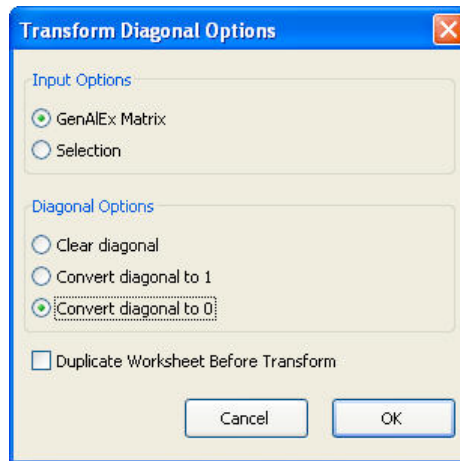 Transform Diagonal Options
Input Options
GenAlEx Matrix
Selection
Diagonal Options
Clear diagonal
Convert diagonal to 1
Convert diagonal to 0
Duplicate Worksheet Before Transform
Cancel OK